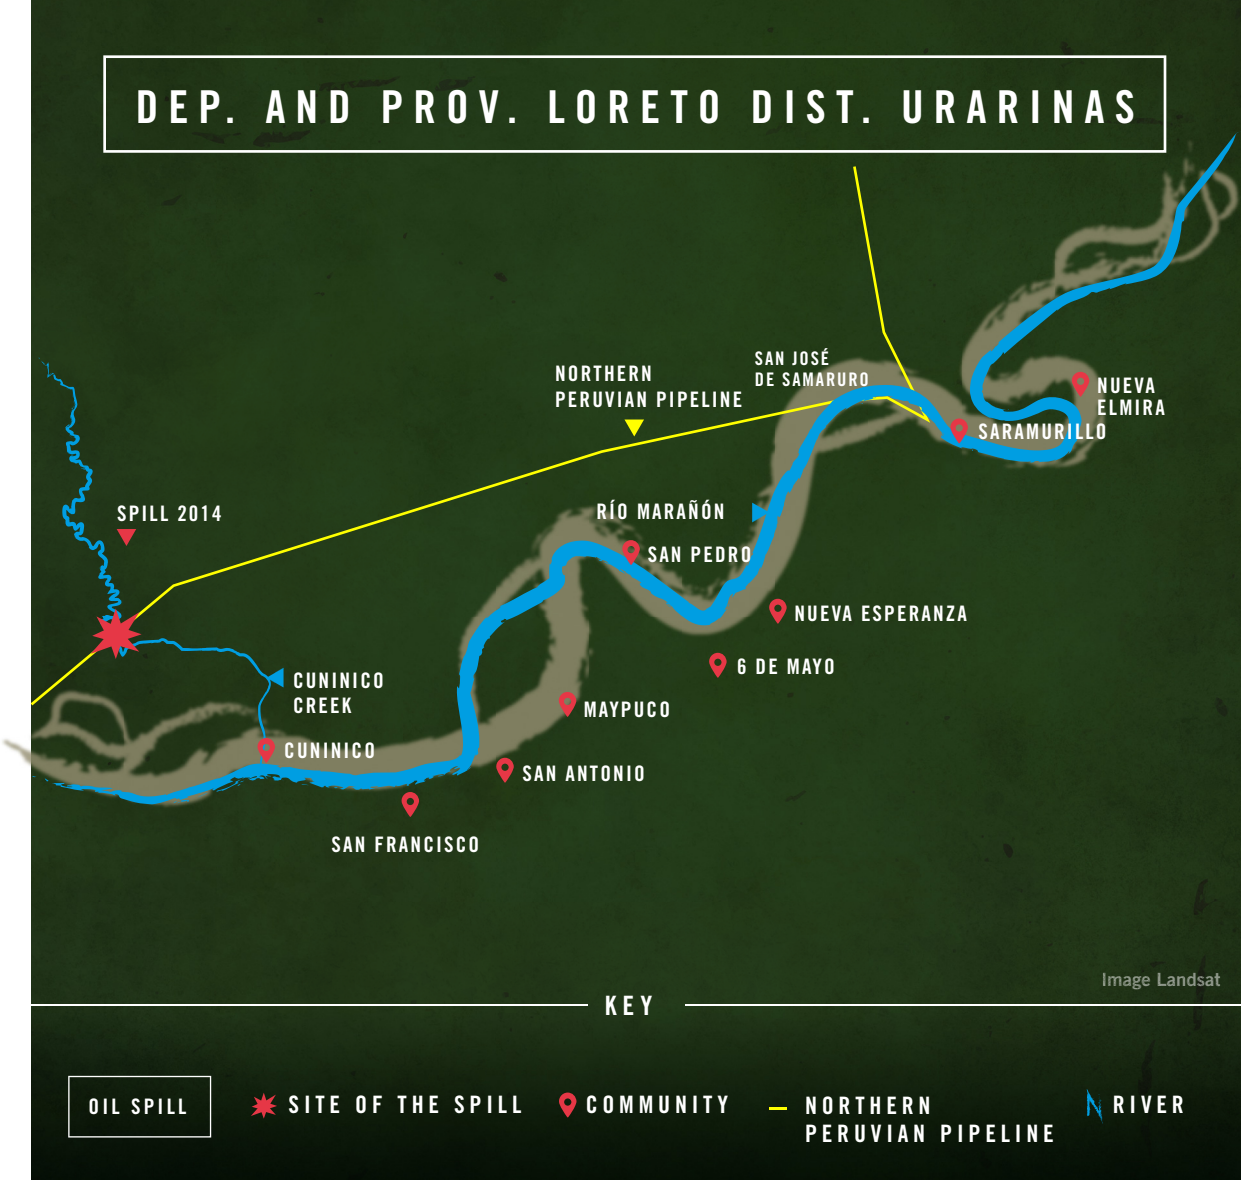 DEP. AND PROV. LORETO DIST. URARINAS
SAN JOSÉ
DE SAMARURO
NORTHERN
PERUVIAN PIPELINE
NUEVA
ELMIRA
SARAMURILLO
SPILL 2014
RÍO MARAÑÓN
SAN PEDRO
NUEVA ESPERANZA
6 DE MAYO
CUNINICO
CREEK
MAYPUCO
CUNINICO
SAN ANTONIO
SAN FRANCISCO
Image Landsat
KEY
OIL SPILL
SITE OF THE SPILL
COMMUNITY
NORTHERN
PERUVIAN PIPELINE
RIVER